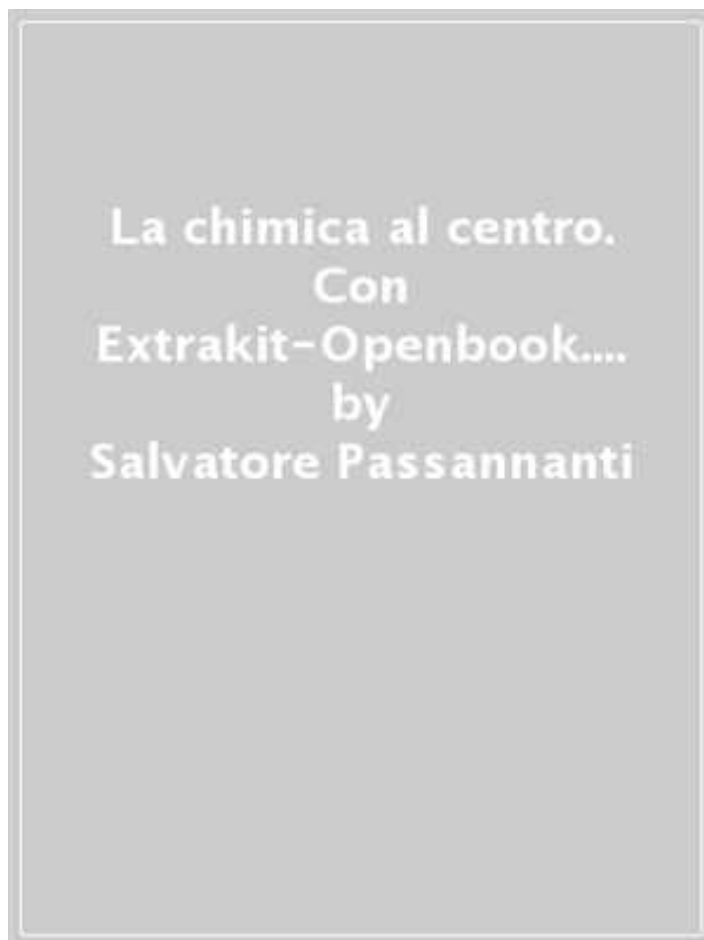 La chimica al centro.
Con
Extrakit-Openbook....
by
Salvatore Passannanti